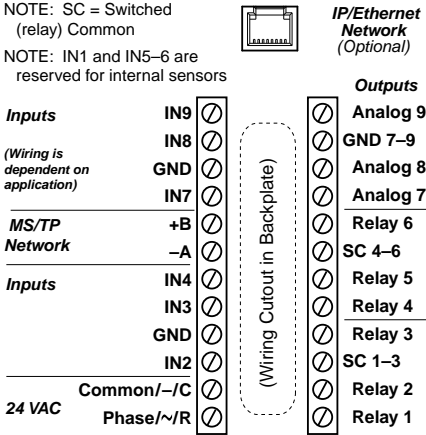 NOTE: SC = Switched
(relay) Common
NOTE: IN1 and IN5–6 are
reserved for internal sensors
IP/Ethernet
Network
(Optional)
Outputs
Inputs
(Wiring is
dependent on
application)
MS/TP
Network
Inputs
24 VAC
IN9
IN8
GND
IN7
+B
–A
IN4
IN3
GND
IN2
Common/–/C
Phase/~/R
(Wiring Cutout in Backplate)
Analog 9
GND 7–9
Analog 8
Analog 7
Relay 6
SC 4–6
Relay 5
Relay 4
Relay 3
SC 1–3
Relay 2
Relay 1